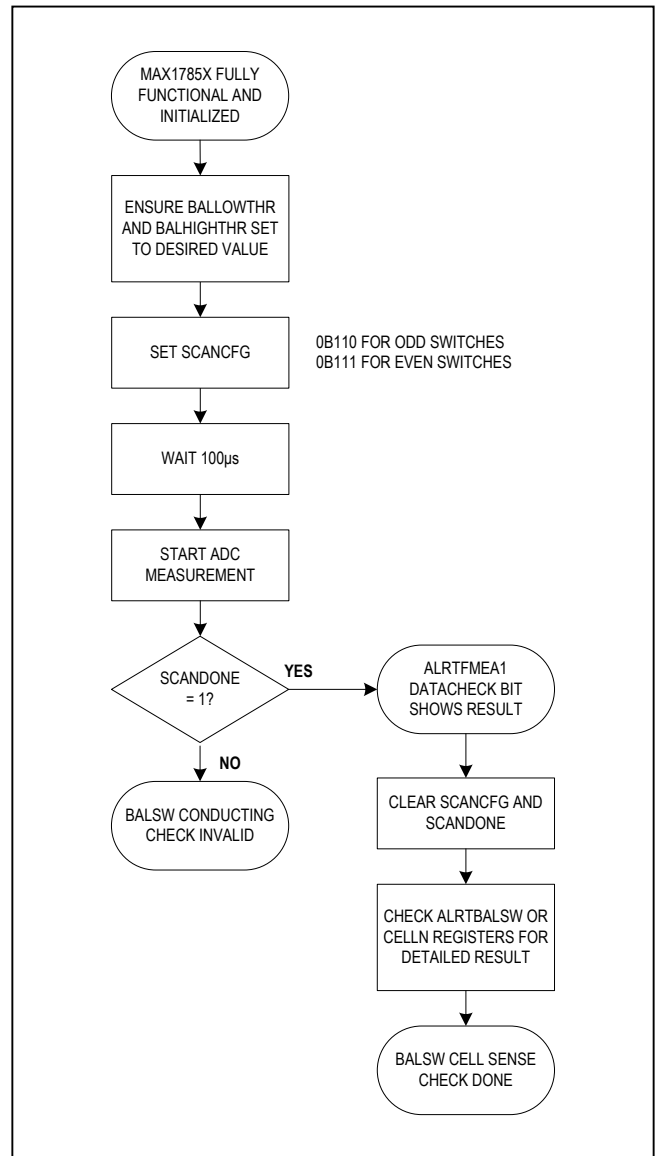 MAX1785X FULLY
FUNCTIONAL AND
INITIALIZED
ENSURE BALLOWTHR
AND BALHIGHTHR SET
TO DESIRED VALUE
SET SCANCFG
0B110 FOR ODD SWITCHES
0B111 FOR EVEN SWITCHES
WAIT 100µs
START ADC
MEASUREMENT
SCANDONE
= 1?
YES
ALRTFMEA1
DATACHECK BIT
SHOWS RESULT
NO
BALSW CONDUCTING
CHECK INVALID
CLEAR SCANCFG AND
SCANDONE
CHECK ALRTBALSW OR
CELLN REGISTERS FOR
DETAILED RESULT
BALSW CELL SENSE
CHECK DONE